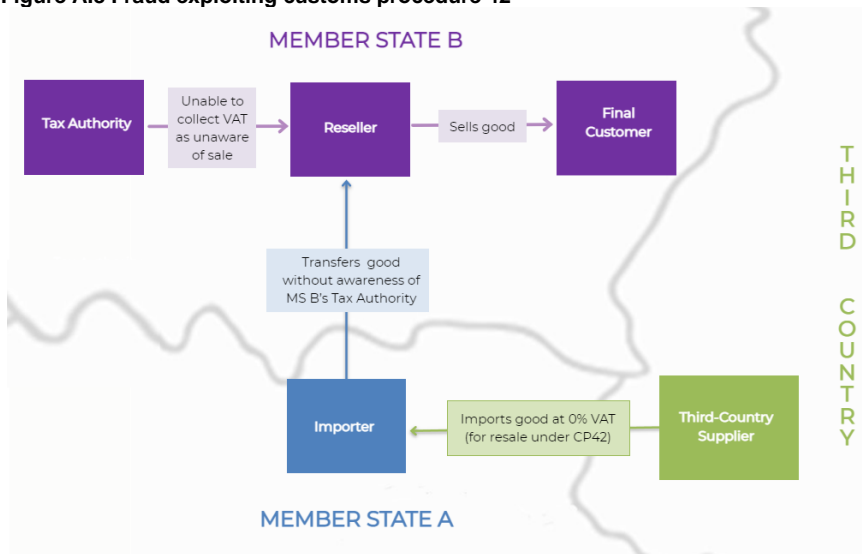 MEMBER STATE B
Tax Authority
Unable to
collect VAT
as unaware
of sale
Reseller
Sells good
Final
Customer
Transfers good
without awareness of
MS B's Tax Authority
Importer
Imports good at 0% VAT
(for resale under CP42)
Third-Country
Supplier
MEMBER STATE A
THIRD COUNTRY